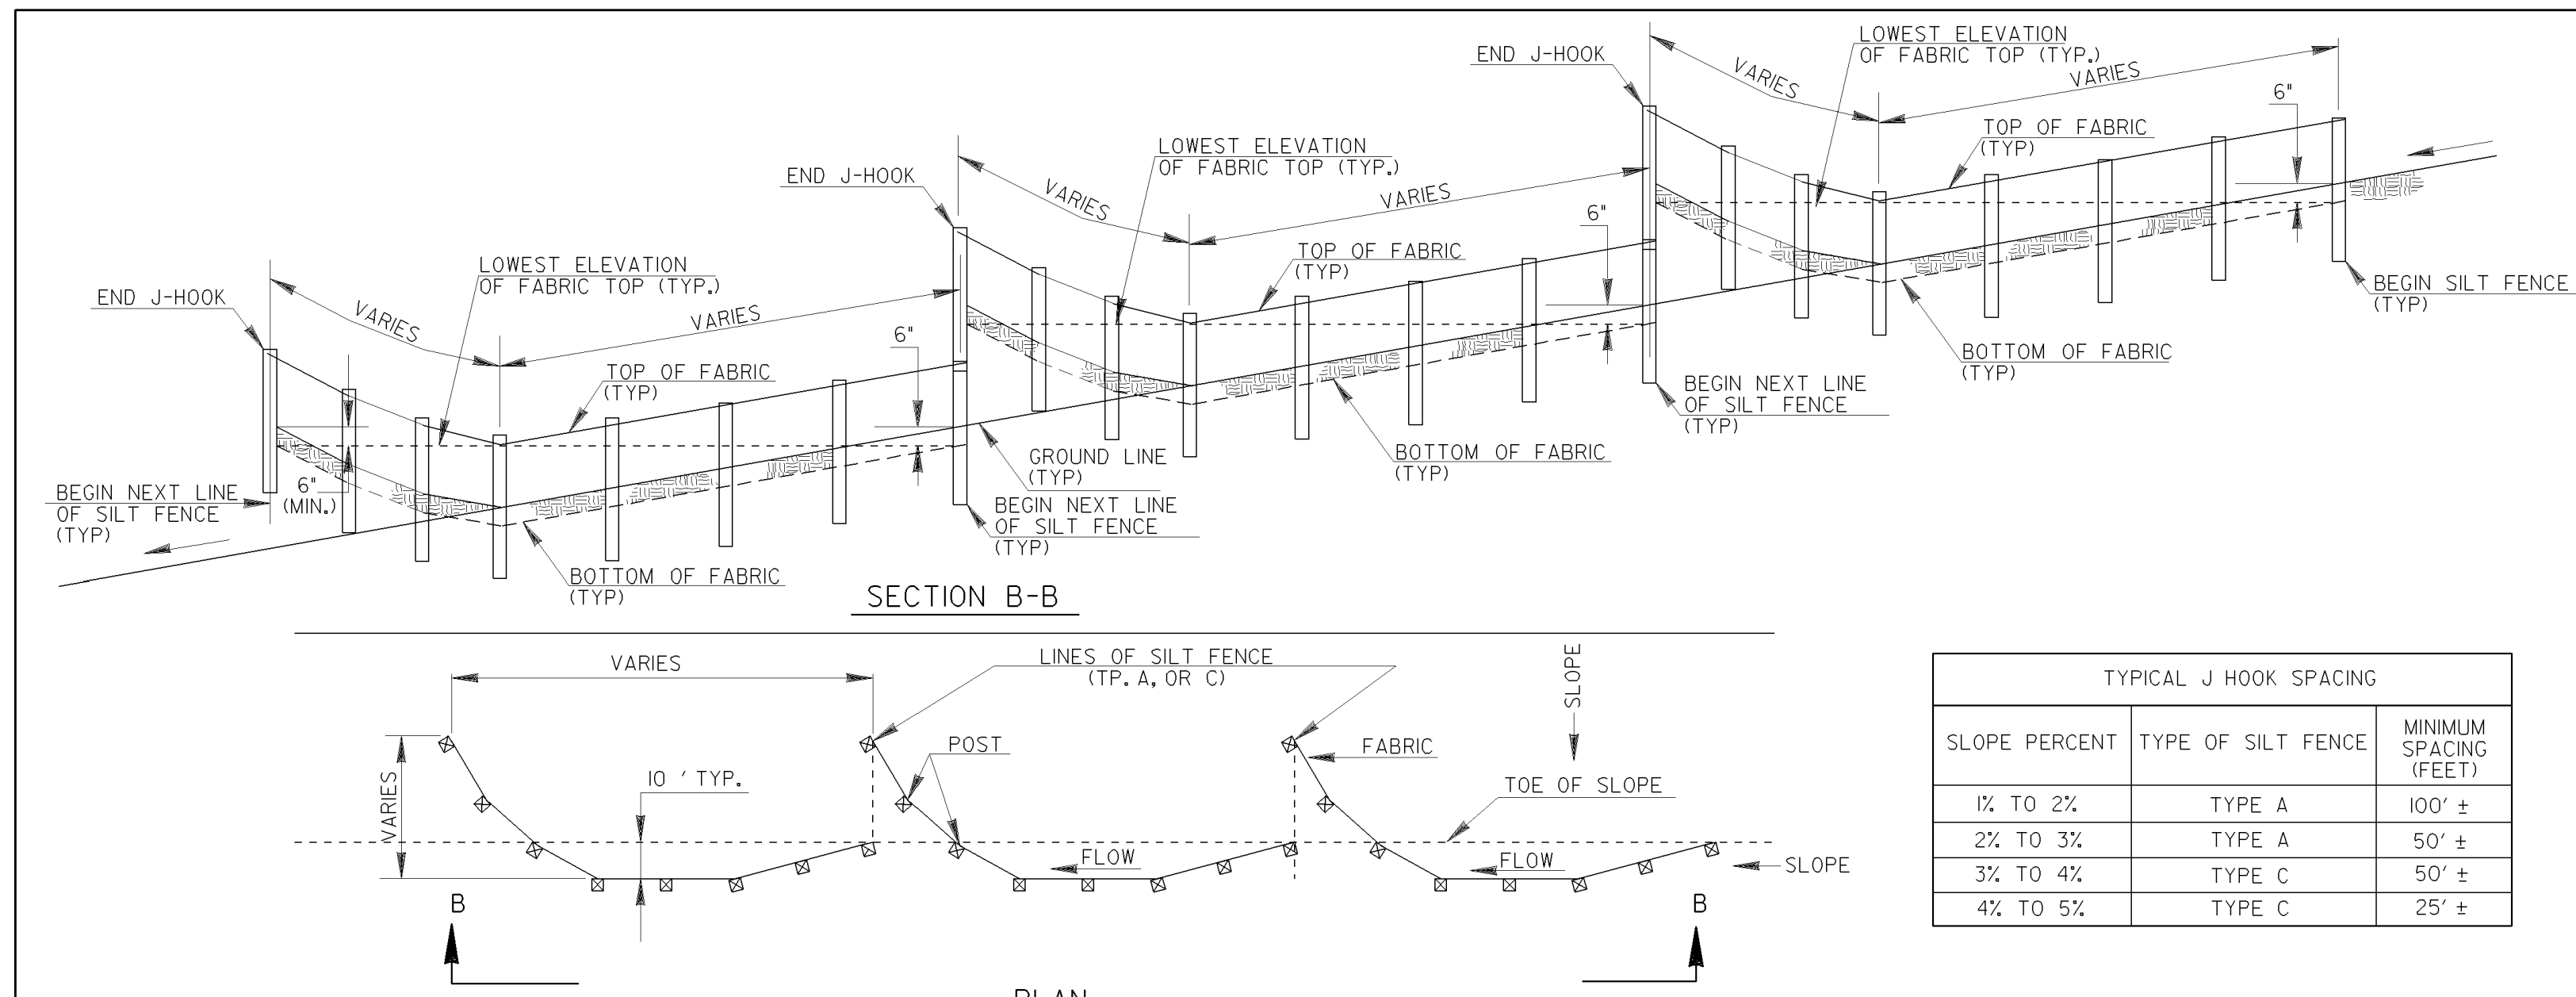 END J-HOOK
VARIES
LOWEST ELEVATION
OF FABRIC TOP (TYP.)
VARIES
6"
TOP OF FABRIC
(TYP)
BEGIN SILT FENCE
(TYP)
BOTTOM OF FABRIC
(TYP)
BEGIN NEXT LINE
OF SILT FENCE
(TYP)
END J-HOOK
VARIES
LOWEST ELEVATION
OF FABRIC TOP (TYP.)
VARIES
6"
TOP OF FABRIC
(TYP)
BOTTOM OF FABRIC
(TYP)
GROUND LINE
(TYP)
BEGIN NEXT LINE
OF SILT FENCE
(TYP)
END J-HOOK
VARIES
LOWEST ELEVATION
OF FABRIC TOP (TYP.)
VARIES
6"
TOP OF FABRIC
(TYP)
6"
(MIN.)
BEGIN NEXT LINE
OF SILT FENCE
(TYP)
BOTTOM OF FABRIC
(TYP)
SECTION B-B
VARIES
LINES OF SILT FENCE
(TP. A, OR C)
SLOPE
POST
FABRIC
VARIES
10 ' TYP.
TOE OF SLOPE
FLOW
FLOW
SLOPE
B
B
PLAN
TYPICAL J HOOK SPACING
SLOPE PERCENT TYPE OF SILT FENCE MINIMUM SPACING (FEET)
1% TO 2% TYPE A 100' ±
2% TO 3% TYPE A 50' ±
3% TO 4% TYPE C 50' ±
4% TO 5% TYPE C 25' ±